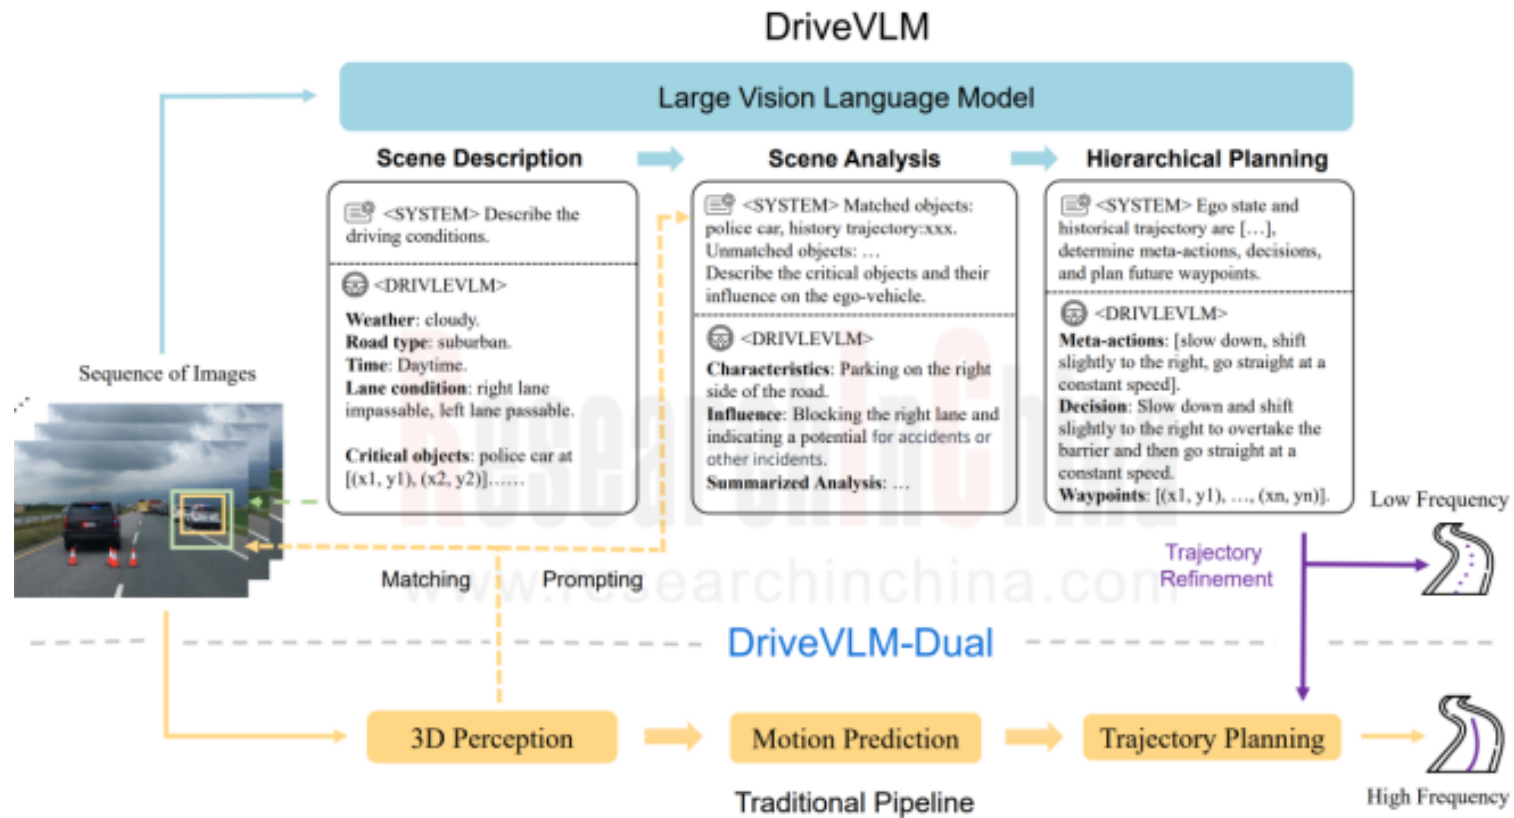 DriveVLM
Large Vision Language Model
Scene Description
Scene Analysis
Hierarchical Planning
<SYSTEM> Describe the
driving conditions.
<DRIVLEVLM>
Weather: cloudy.
Road type: suburban.
Time: Daytime.
Lane condition: right lane
impassable, left lane passable.
Critical objects: police car at
[(x1, y1), (x2, y2)]......
<SYSTEM> Matched objects:
police car, history trajectory:xxx.
Unmatched objects: …
Describe the critical objects and their
influence on the ego-vehicle.
<DRIVLEVLM>
Characteristics: Parking on the right
side of the road.
Influence: Blocking the right lane and
indicating a potential for accidents or
other incidents.
Summarized Analysis: …
<SYSTEM> Ego state and
historical trajectory are […],
determine meta-actions, decisions,
and plan future waypoints.
<DRIVLEVLM>
Meta-actions: [slow down, shift
slightly to the right, go straight at a
constant speed].
Decision: Slow down and shift
slightly to the right to overtake the
barrier and then go straight at a
constant speed.
Waypoints: [(x1, y1), …, (xn, yn)].
Sequence of Images
Low Frequency
Matching
Prompting
Trajectory
Refinement
ResearchInChina
www.researchinchina.com
DriveVLM-Dual
3D Perception
Motion Prediction
Trajectory Planning
High Frequency
Traditional Pipeline